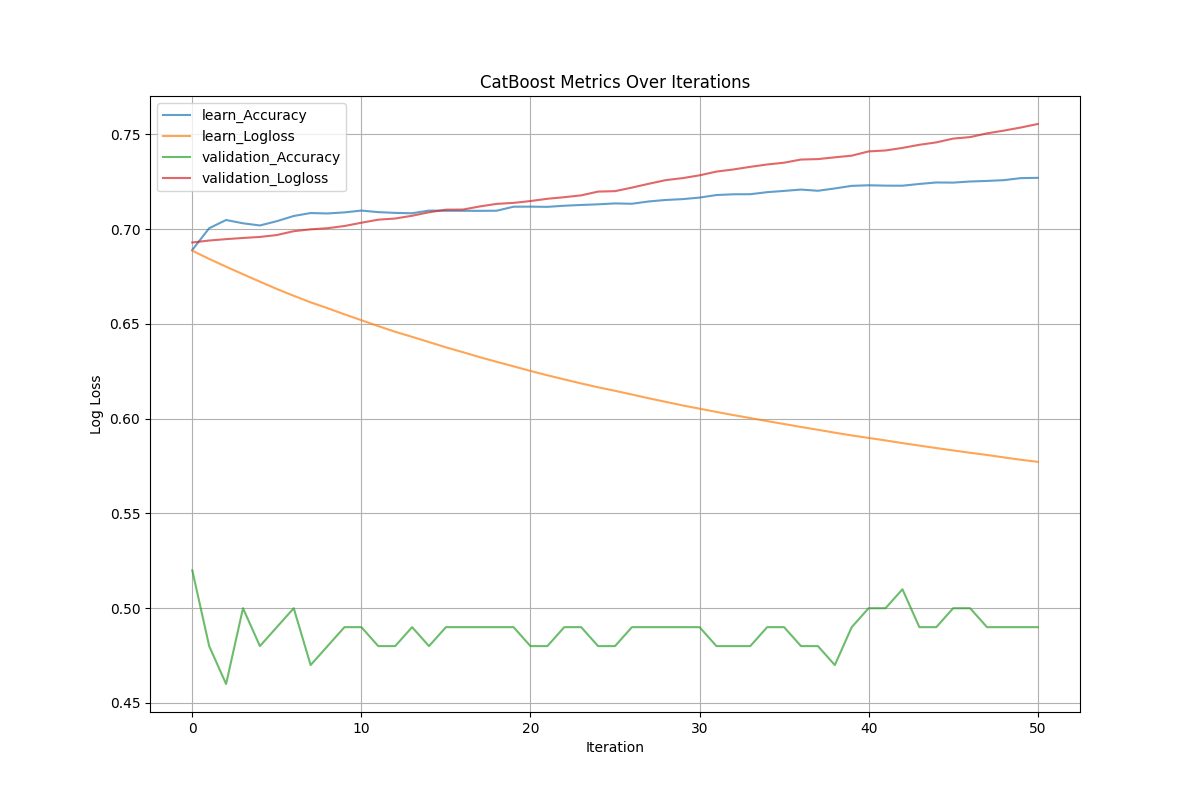 CatBoost Metrics Over Iterations
learn_Accuracy
learn_Logloss
validation_Accuracy
validation_Logloss
0.75
0.70
0.65
0.60
0.55
0.50
0.45
Log Loss
0 10 20 30 40 50
Iteration